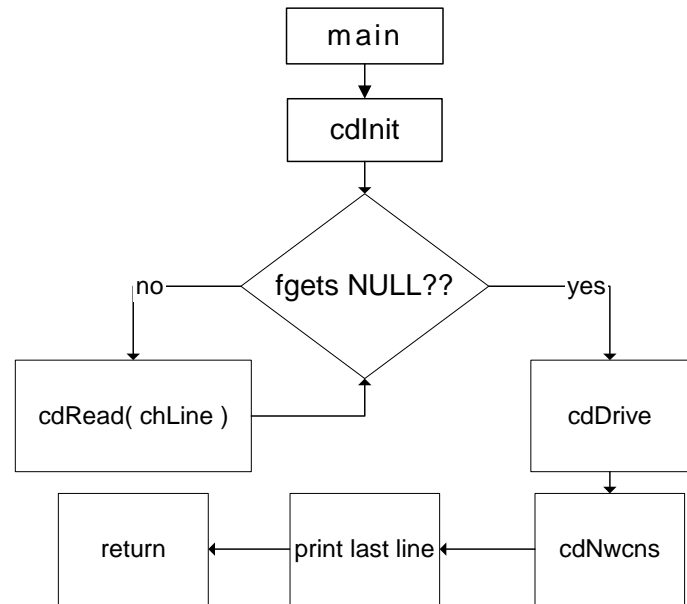 main
cdInit
fgets NULL??
no
yes
cdRead( chLine )
cdDrive
return
print last line
cdNwcns